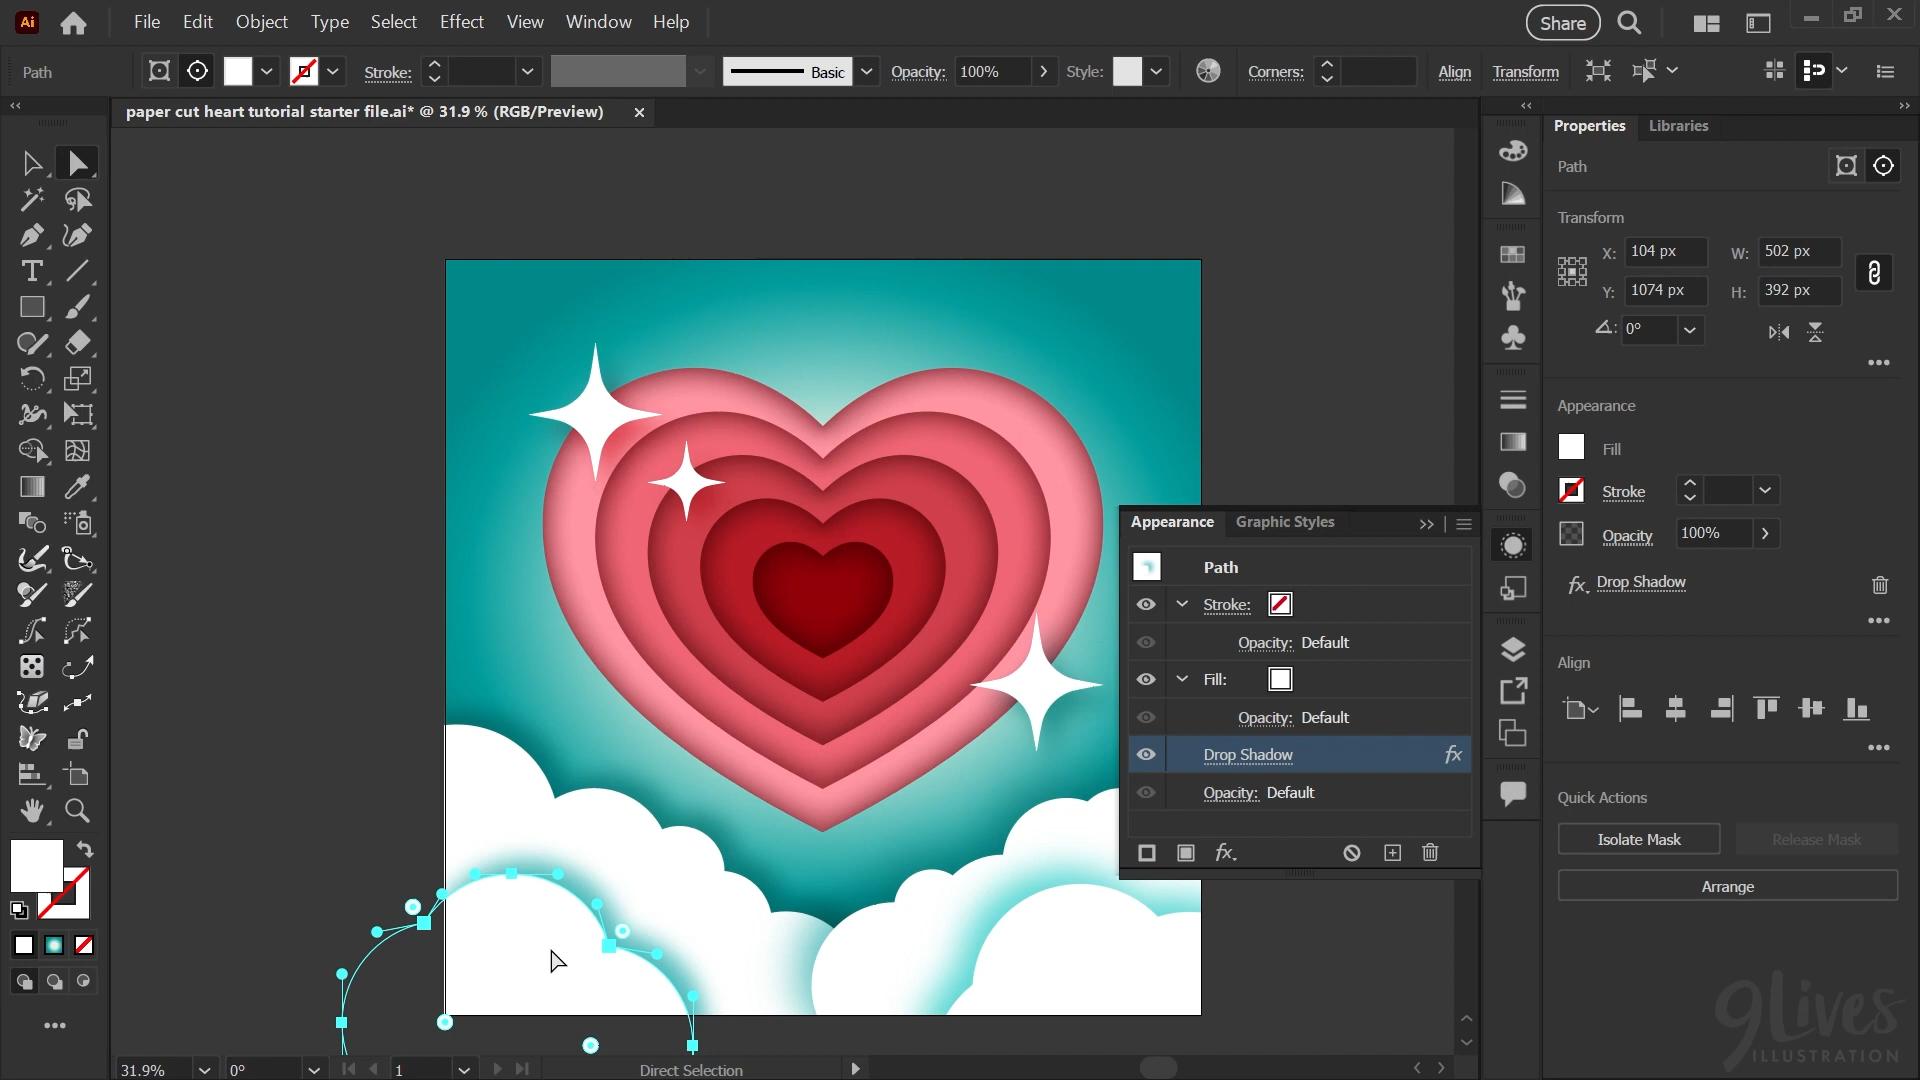 Ai File Edit Object Type Select Effect View Window Help Share
Path Stroke: Basic Opacity: 100% Style: Corners: Align Transform
paper cut heart tutorial starter file.ai* @ 31.9 % (RGB/Preview) ×
Properties Libraries
Path
Transform
X: 104 px W: 502 px
Y: 1074 px H: 392 px
0°
Appearance
Fill
Stroke
Opacity 100%
fx Drop Shadow
Align
Quick Actions
Isolate Mask Release Mask
Arrange
Appearance Graphic Styles
Path
Stroke:
Opacity: Default
Fill:
Opacity: Default
Drop Shadow fx
Opacity: Default
fx
31.9% 0° 1 Direct Selection
9Lives
ILLUSTRATION